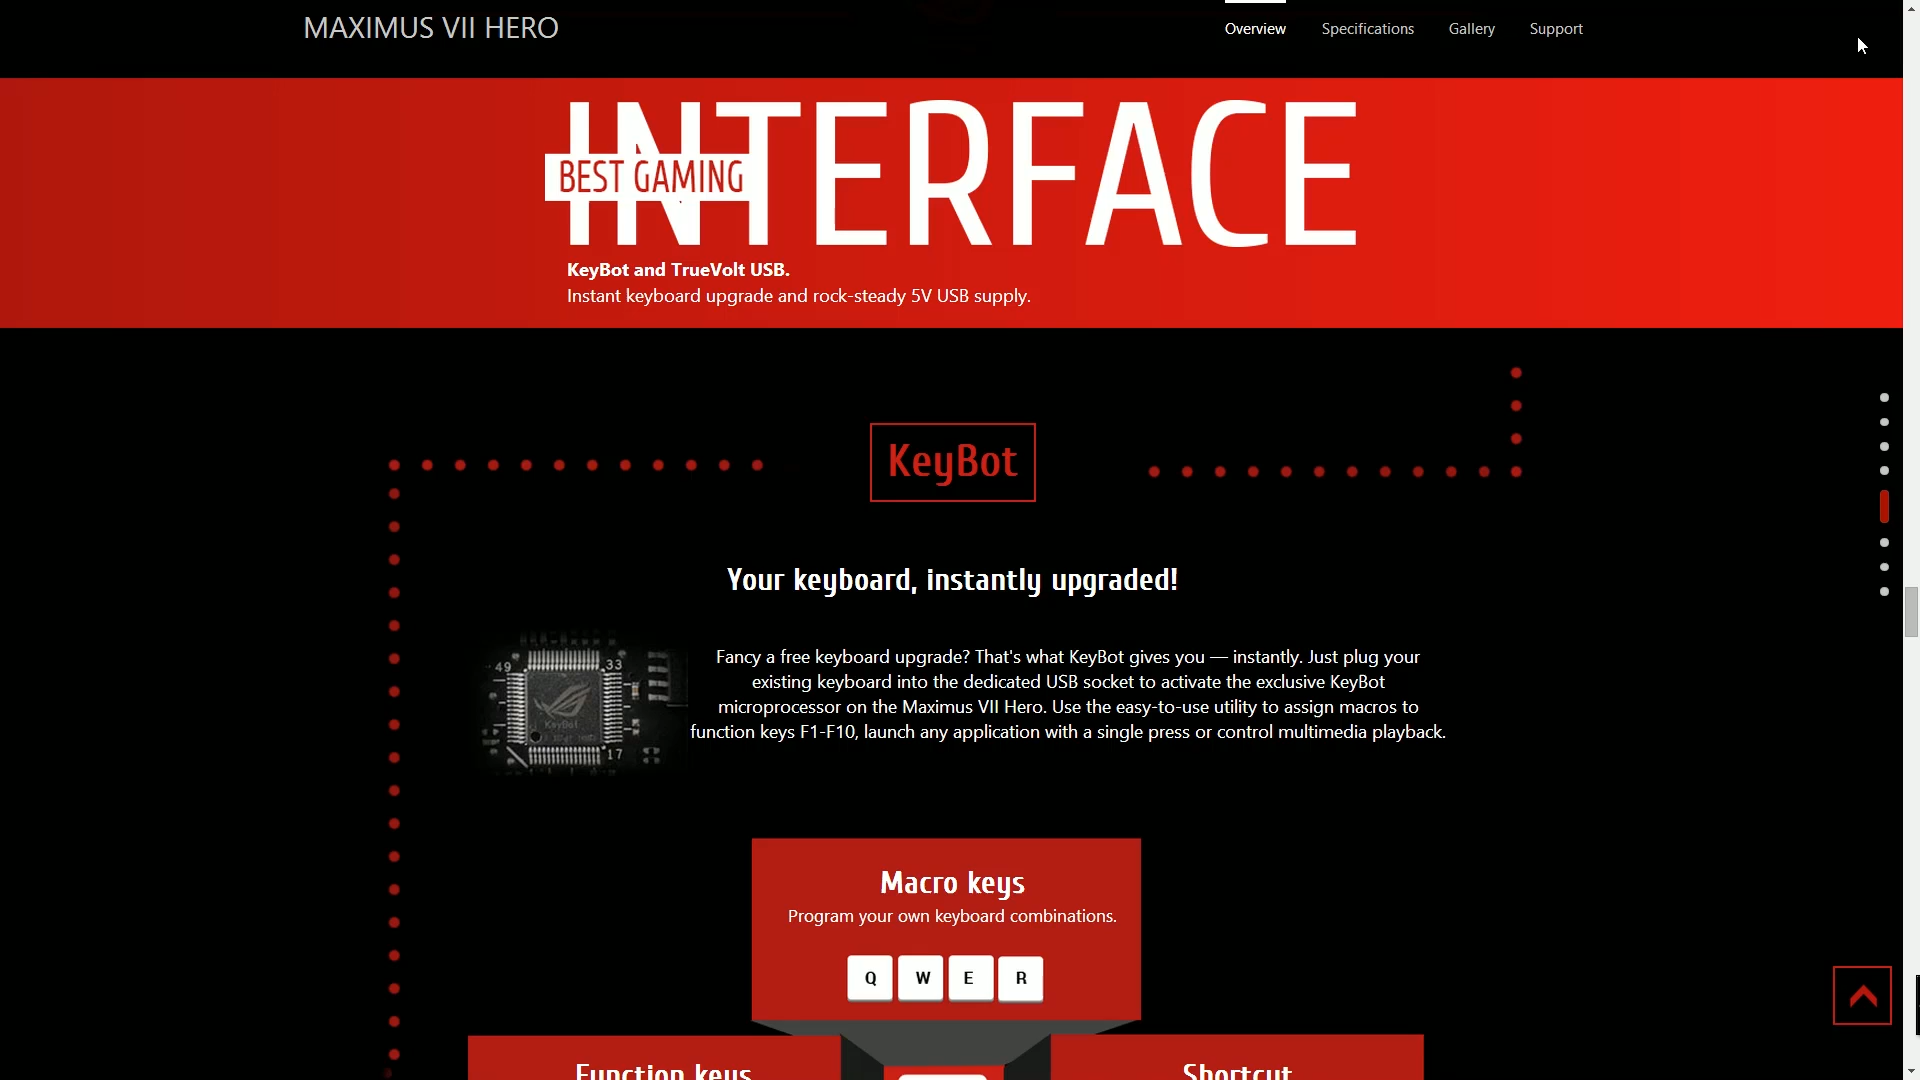 MAXIMUS VII HERO
Overview
Specifications
Gallery
Support
INTERFACE
BEST GAMING
KeyBot and TrueVolt USB.
Instant keyboard upgrade and rock-steady 5V USB supply.
KeyBot
Your keyboard, instantly upgraded!
49
33
KeyBot
17
Fancy a free keyboard upgrade? That's what KeyBot gives you — instantly. Just plug your
existing keyboard into the dedicated USB socket to activate the exclusive KeyBot
microprocessor on the Maximus VII Hero. Use the easy-to-use utility to assign macros to
function keys F1-F10, launch any application with a single press or control multimedia playback.
Macro keys
Program your own keyboard combinations.
Q W E R
Function keys
Shortcut